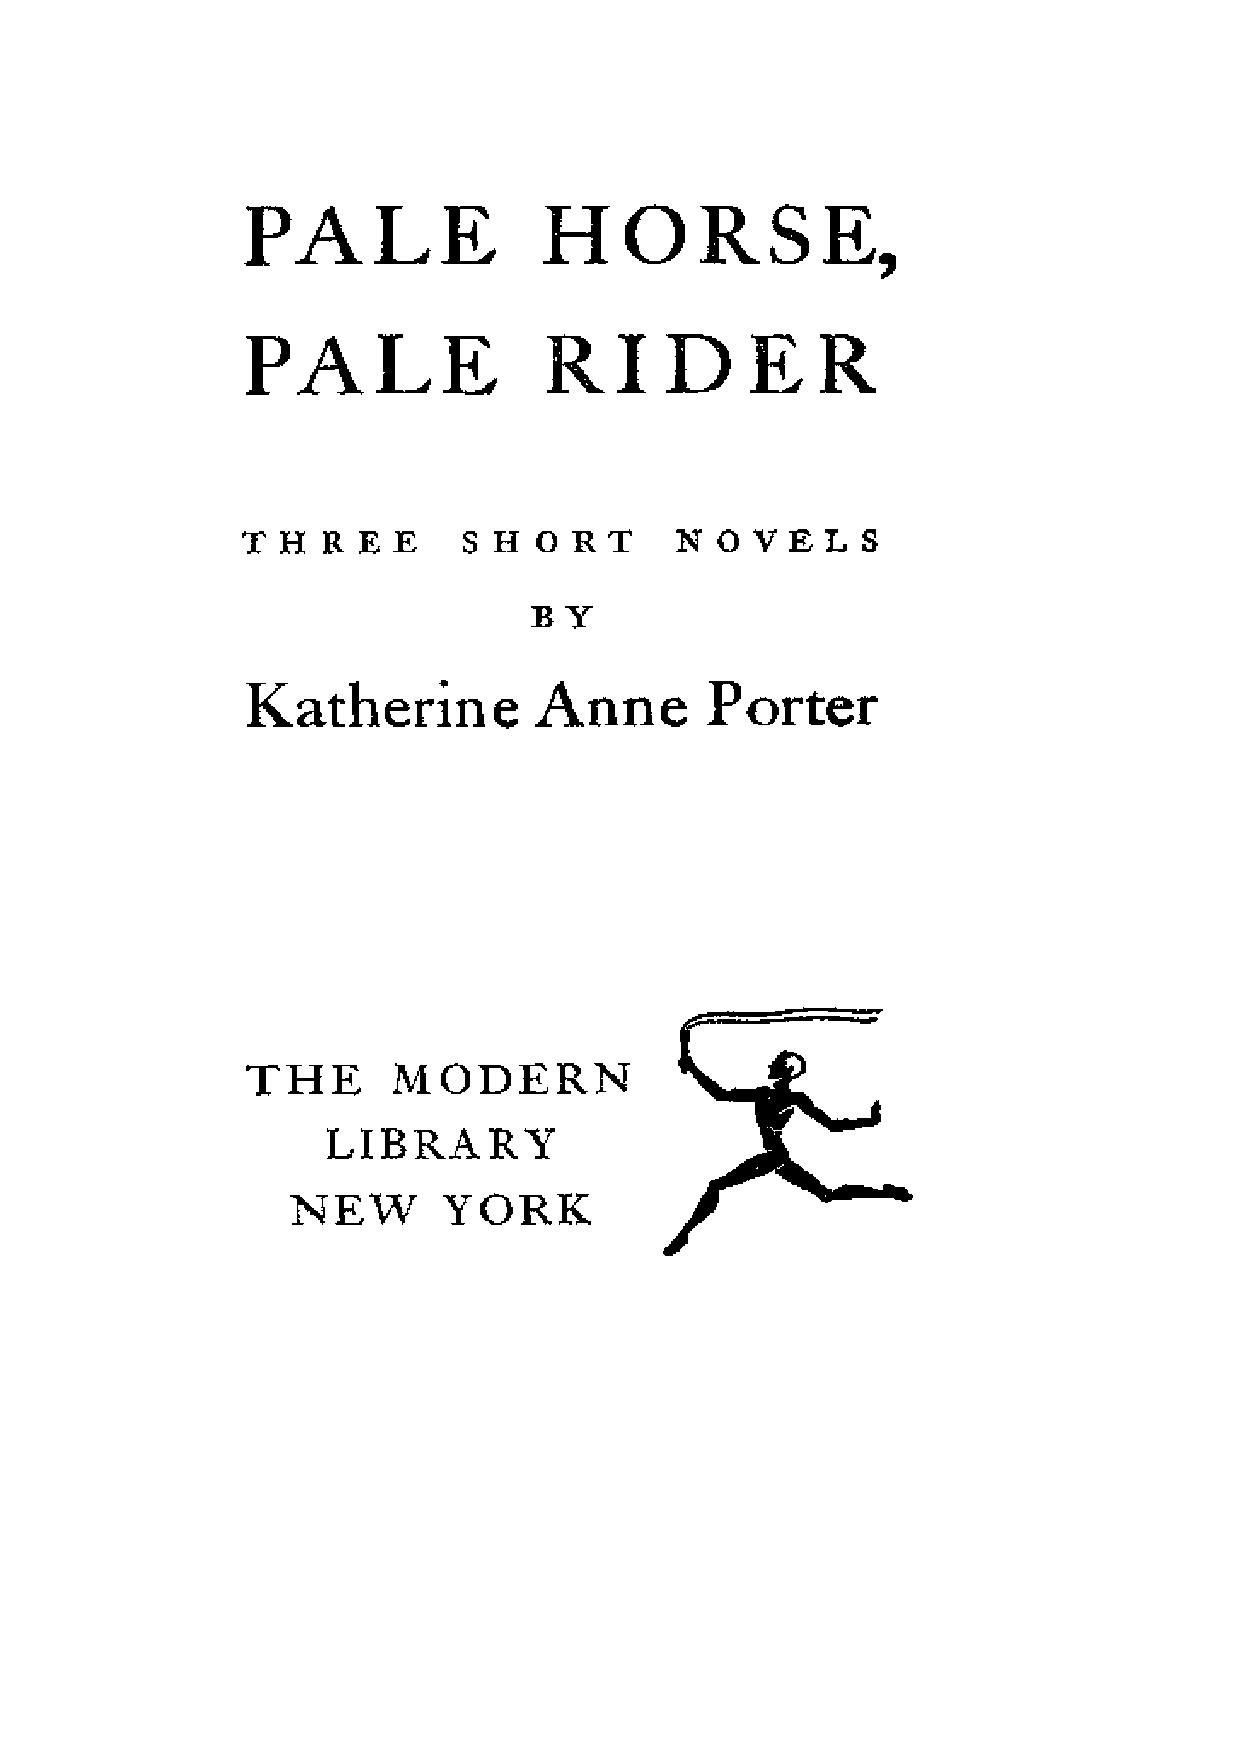 PALE HORSE,
PALE RIDER
THREE SHORT NOVELS
BY
Katherine Anne Porter
THE MODERN
LIBRARY
NEW YORK